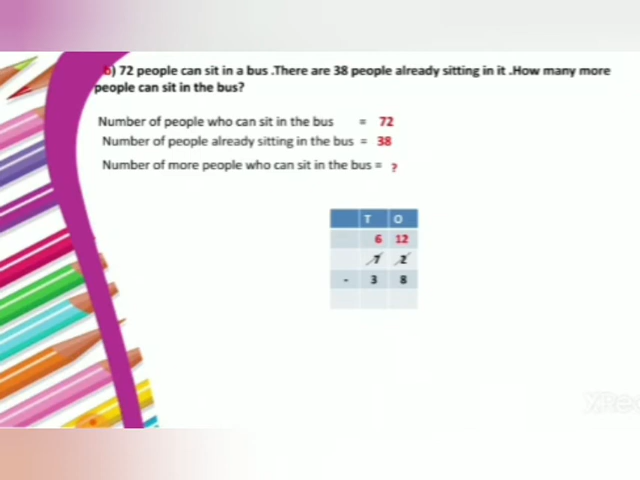 b) 72 people can sit in a bus .There are 38 people already sitting in it .How many more
people can sit in the bus?
Number of people who can sit in the bus = 72
Number of people already sitting in the bus = 38
Number of more people who can sit in the bus = ?
T O
6 12
7 2
- 3 8